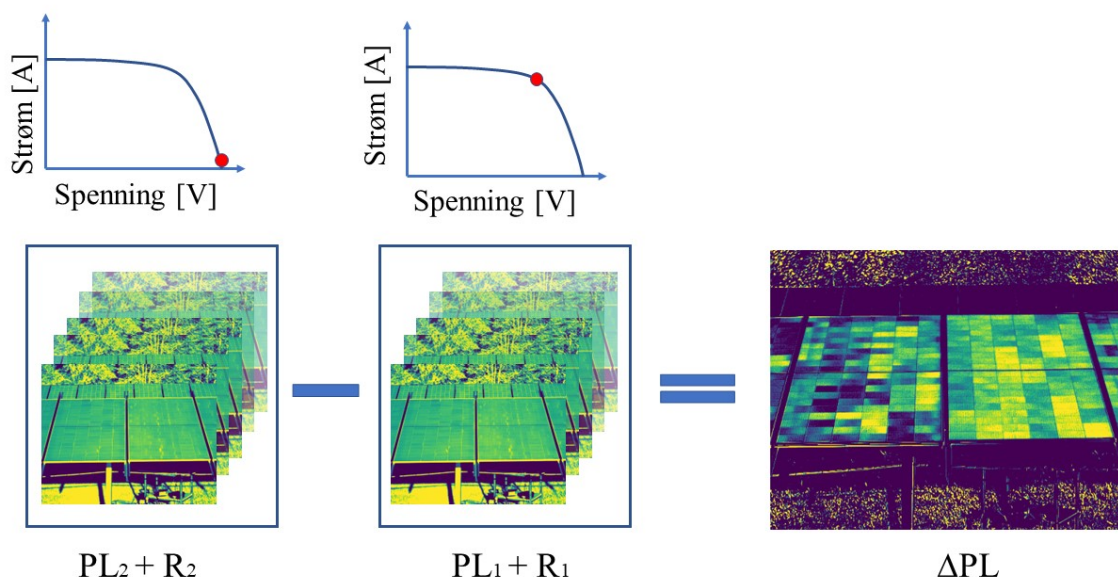 Strøm [A]
Spenning [V]
Strøm [A]
Spenning [V]
PL₂ + R₂
PL₁ + R₁
ΔPL